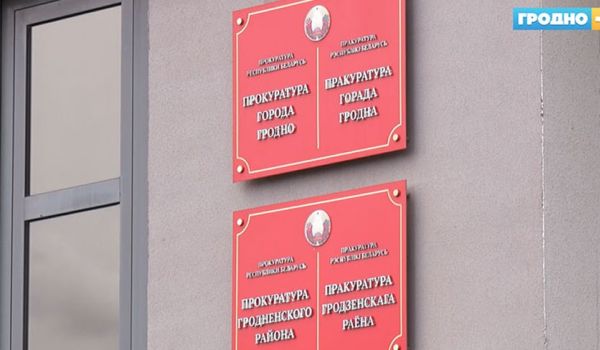 ГРОДНО
ПРОКУРАТУРА
РЕСПУБЛИКИ БЕЛАРУСЬ
ПРОКУРАТУРА
ГОРОДА
ГРОДНО
ПРАКУРАТУРА
РЭСПУБЛІКІ БЕЛАРУСЬ
ПРАКУРАТУРА
ГОРАДА
ГРОДНА
ПРОКУРАТУРА
РЕСПУБЛИКИ БЕЛАРУСЬ
ПРОКУРАТУРА
ГРОДНЕНСКОГО
РАЙОНА
ПРАКУРАТУРА
РЭСПУБЛІКІ БЕЛАРУСЬ
ПРАКУРАТУРА
ГРОДЗЕНСКАГА
РАЁНА